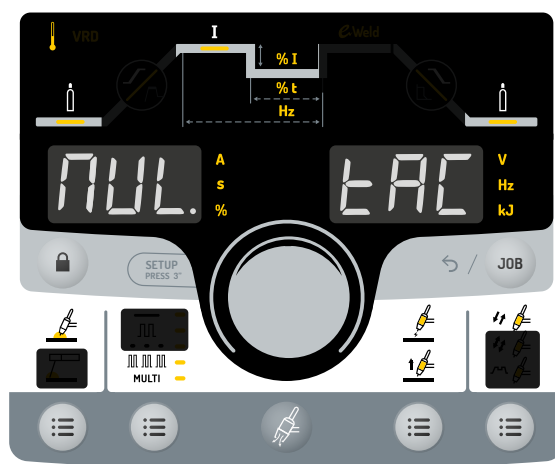 VRD
I
e-Weld
% I
% t
Hz
MUL.
A
s
%
tAC
V
Hz
kJ
SETUP
PRESS 3"
/ JOB
MULTI